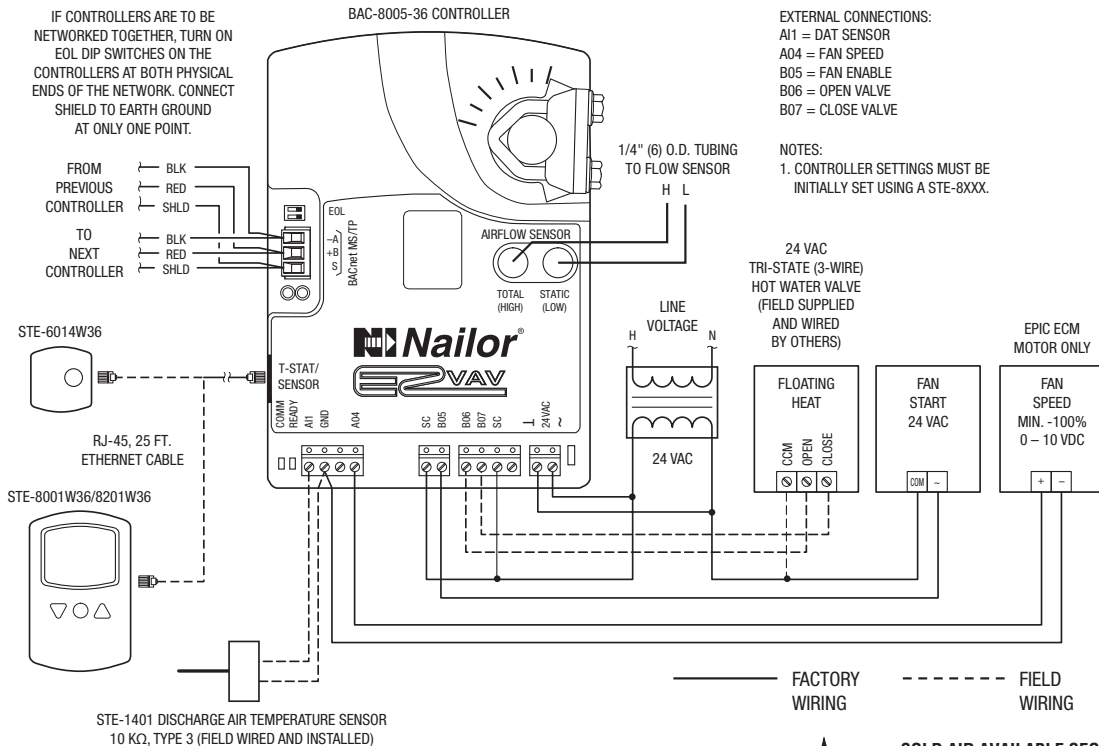 BAC-8005-36 CONTROLLER
IF CONTROLLERS ARE TO BE
NETWORKED TOGETHER, TURN ON
EOL DIP SWITCHES ON THE
CONTROLLERS AT BOTH PHYSICAL
ENDS OF THE NETWORK. CONNECT
SHIELD TO EARTH GROUND
AT ONLY ONE POINT.
EXTERNAL CONNECTIONS:
AI1 = DAT SENSOR
A04 = FAN SPEED
B05 = FAN ENABLE
B06 = OPEN VALVE
B07 = CLOSE VALVE
NOTES:
1. CONTROLLER SETTINGS MUST BE
INITIALLY SET USING A STE-8XXX.
1/4" (6) O.D. TUBING
TO FLOW SENSOR
H L
FROM
PREVIOUS
CONTROLLER
BLK
RED
SHLD
TO
NEXT
CONTROLLER
BLK
RED
SHLD
EOL
–A
+B
S
BACnet MS/TP
AIRFLOW SENSOR
TOTAL
(HIGH)
STATIC
(LOW)
Nailor®
EZ VAV
T-STAT/
SENSOR
COMM
READY
AI1
GND
A04
SC
B05
B06
B07
SC
⊥
24VAC
~
STE-6014W36
RJ-45, 25 FT.
ETHERNET CABLE
STE-8001W36/8201W36
STE-1401 DISCHARGE AIR TEMPERATURE SENSOR
10 KΩ, TYPE 3 (FIELD WIRED AND INSTALLED)
LINE
VOLTAGE
H N
24 VAC
24 VAC
TRI-STATE (3-WIRE)
HOT WATER VALVE
(FIELD SUPPLIED
AND WIRED
BY OTHERS)
FLOATING
HEAT
CCM
OPEN
CLOSE
FAN
START
24 VAC
COM ~
EPIC ECM
MOTOR ONLY
FAN
SPEED
MIN. -100%
0 – 10 VDC
+ –
FACTORY
WIRING
FIELD
WIRING